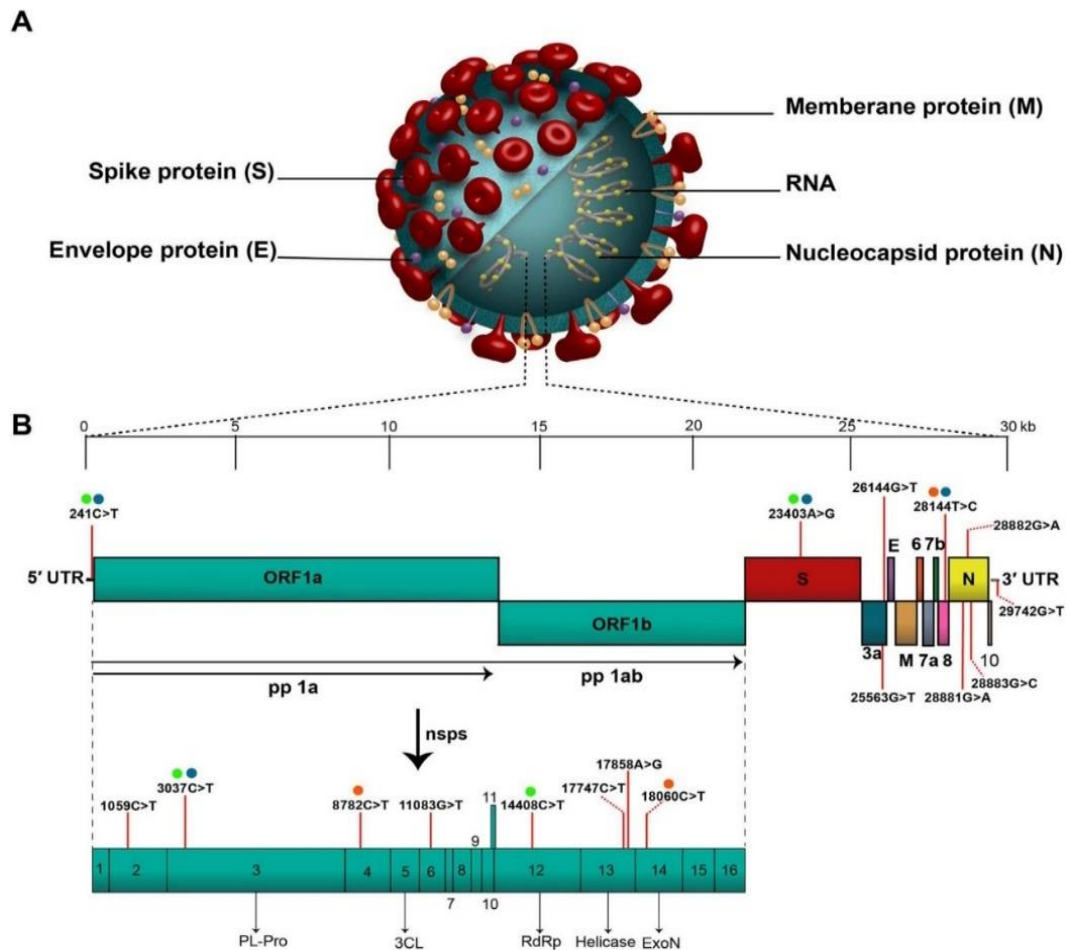 A
Memberane protein (M)
Spike protein (S)
RNA
Envelope protein (E)
Nucleocapsid protein (N)
B
0 5 10 15 20 25 30 kb
241C>T
23403A>G
26144G>T
28144T>C
28882G>A
E 6 7b
5′ UTR
ORF1a
S
N
3′ UTR
29742G>T
ORF1b
3a M 7a 8 10
pp 1a
pp 1ab
25563G>T
28881G>A
28883G>C
nsps
1059C>T
3037C>T
8782C>T
11083G>T
11
14408C>T
17747C>T
17858A>G
18060C>T
9
1 2 3 4 5 6 8 12 13 14 15 16
7 10
PL-Pro 3CL RdRp Helicase ExoN